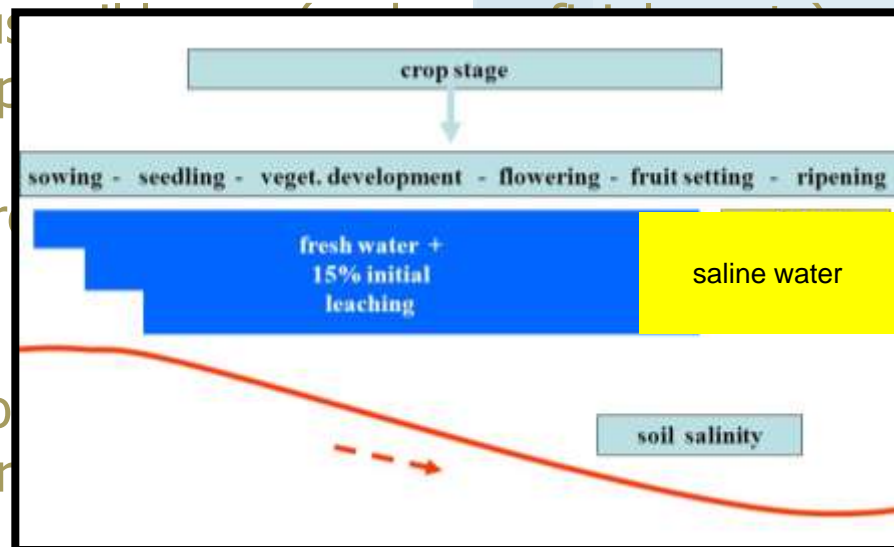 crop stage
sowing - seedling - veget. development - flowering - fruit setting - ripening
fresh water +
15% initial
leaching
saline water
soil salinity